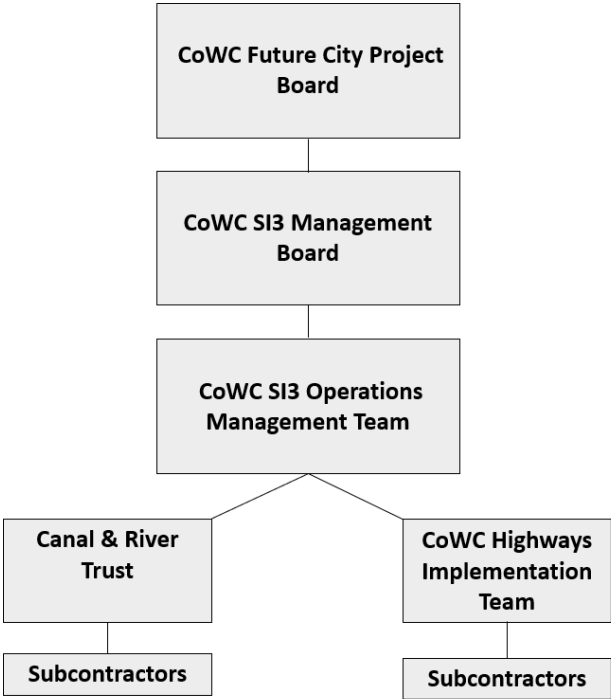 CoWC Future City Project
Board
CoWC SI3 Management
Board
CoWC SI3 Operations
Management Team
Canal & River
Trust
CoWC Highways
Implementation
Team
Subcontractors
Subcontractors